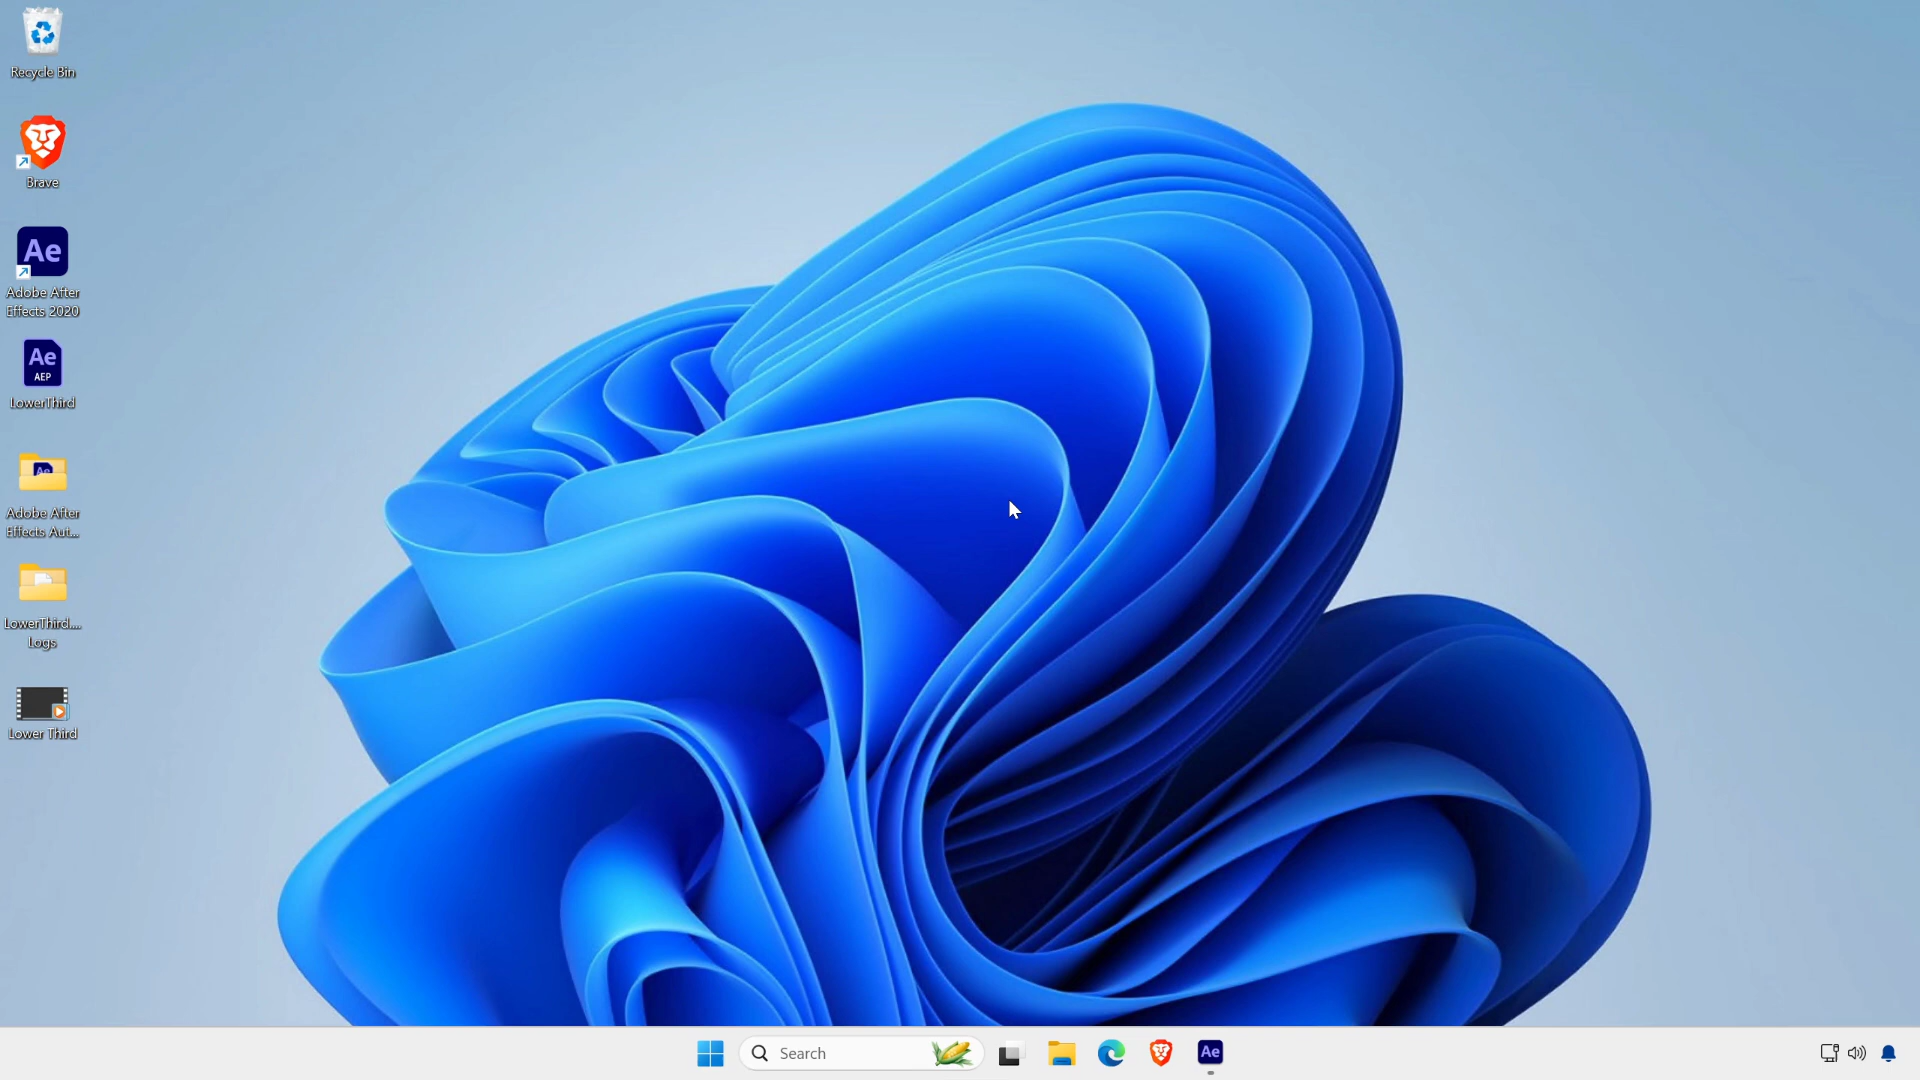 Recycle Bin
Brave
Ae
Adobe After
Effects 2020
Ae
AEP
LowerThird
Ae
Adobe After
Effects Aut...
LowerThird....
Logs
Lower Third
Search
Ae